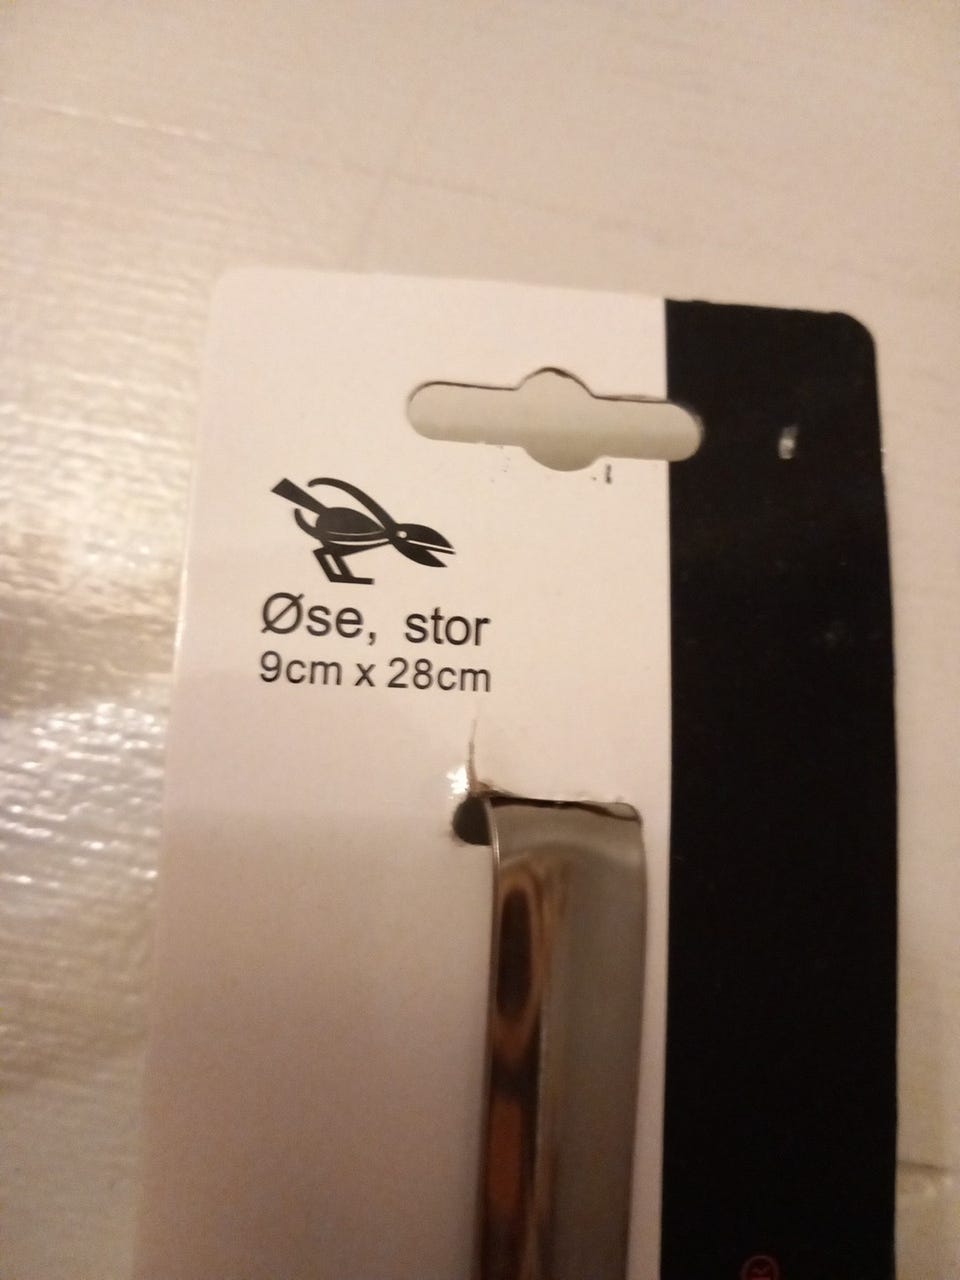 Øse, stor
9cm x 28cm